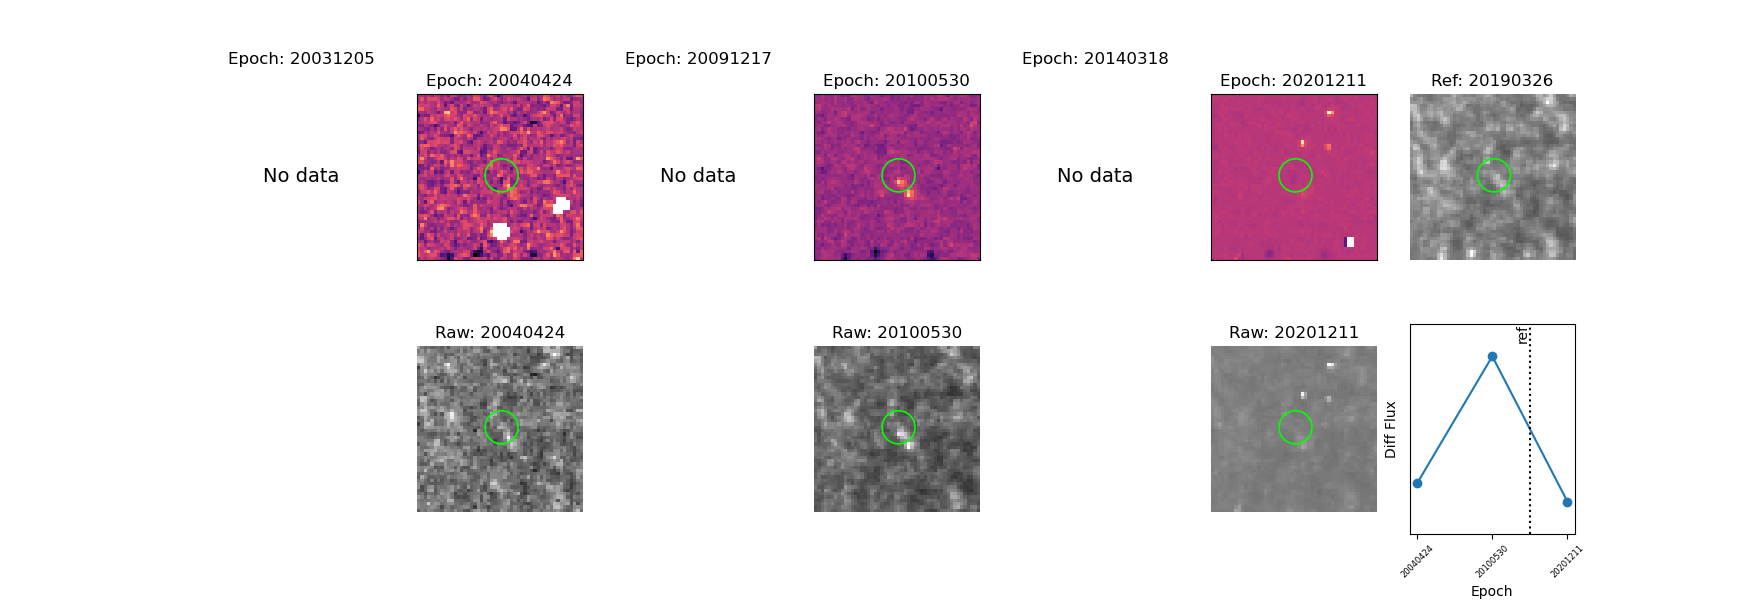 Epoch: 20031205
Epoch: 20091217
Epoch: 20140318
Epoch: 20040424
Epoch: 20100530
Epoch: 20201211
Ref: 20190326
No data
No data
No data
Raw: 20040424
Raw: 20100530
Raw: 20201211
ref
Diff Flux
20040424
20100530
20201211
Epoch